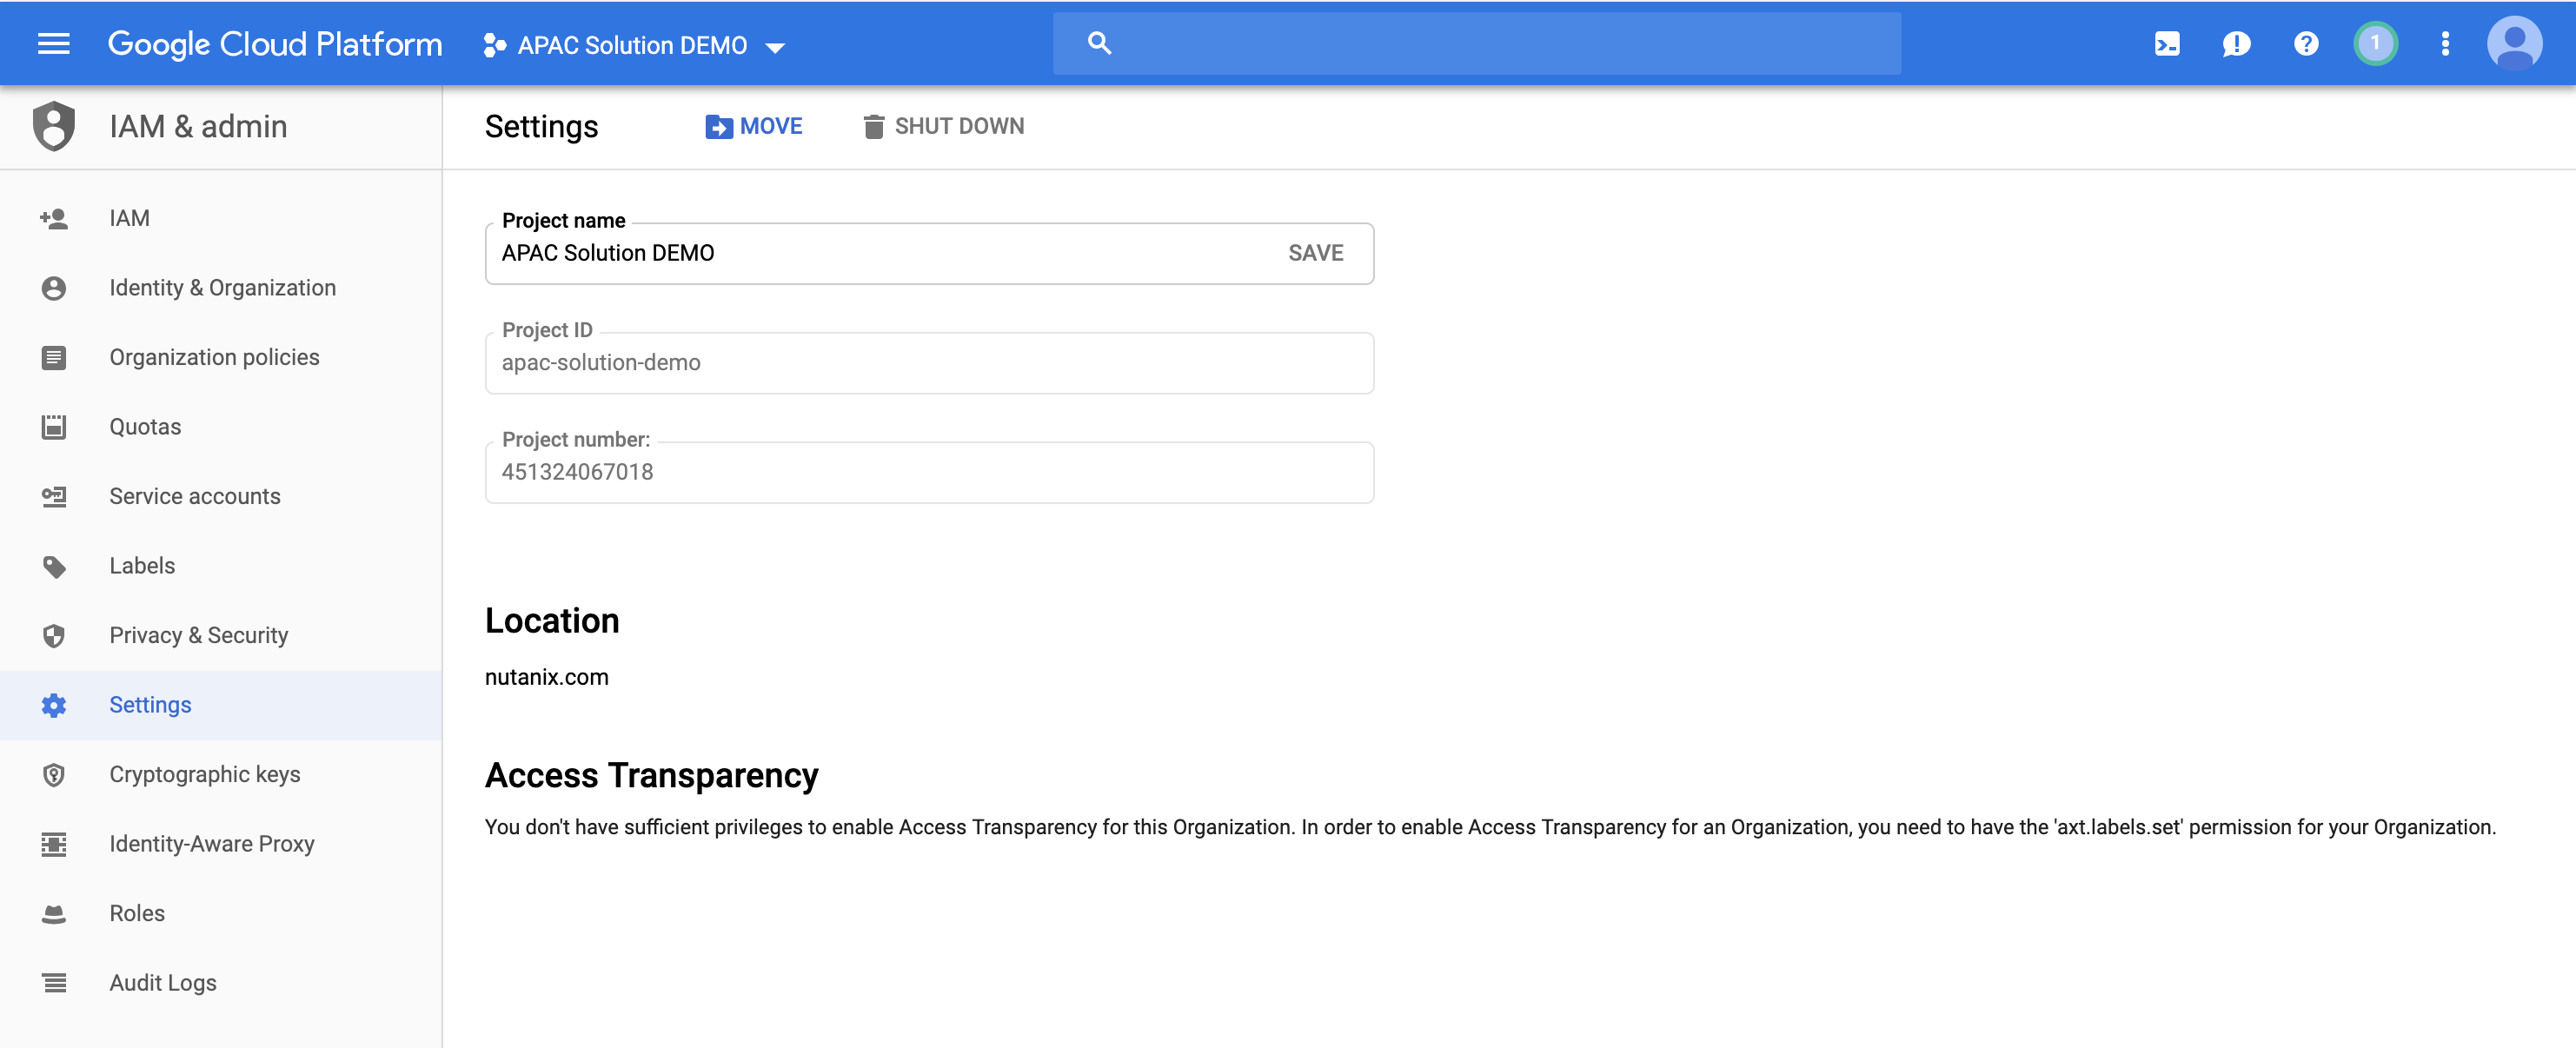 Google Cloud Platform
APAC Solution DEMO
1
IAM & admin
Settings
MOVE
SHUT DOWN
IAM
Identity & Organization
Organization policies
Quotas
Service accounts
Labels
Privacy & Security
Settings
Cryptographic keys
Identity-Aware Proxy
Roles
Audit Logs
Project name
APAC Solution DEMO
SAVE
Project ID
apac-solution-demo
Project number:
451324067018
Location
nutanix.com
Access Transparency
You don't have sufficient privileges to enable Access Transparency for this Organization. In order to enable Access Transparency for an Organization, you need to have the 'axt.labels.set' permission for your Organization.